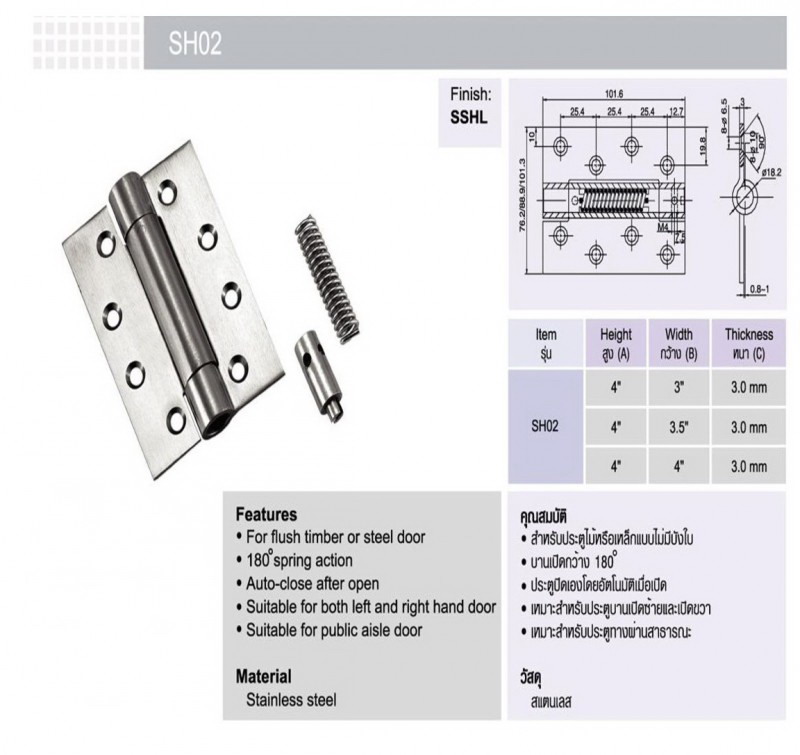 SH02
Finish:
SSHL
101.6
25.4 25.4 25.4 12.7
10
19.8
76.2/88.9/101.3
M4
7.5
3
8-ø 6.5
8-ø 10
90°
ø18.2
0.8-1
Item Height Width Thickness
รุ่น สูง (A) กว้าง (B) หนา (C)
4" 3" 3.0 mm
SH02 4" 3.5" 3.0 mm
4" 4" 3.0 mm
Features
• For flush timber or steel door
• 180° spring action
• Auto-close after open
• Suitable for both left and right hand door
• Suitable for public aisle door
Material
Stainless steel
คุณสมบัติ
• สำหรับประตูไม้หรือเหล็กแบบไม่มีบังใบ
• บานเปิดกว้าง 180°
• ประตูปิดเองโดยอัตโนมัติเมื่อเปิด
• เหมาะสำหรับประตูบานเปิดซ้ายและเปิดขวา
• เหมาะสำหรับประตูทางผ่านสาธารณะ
วัสดุ
สแตนเลส